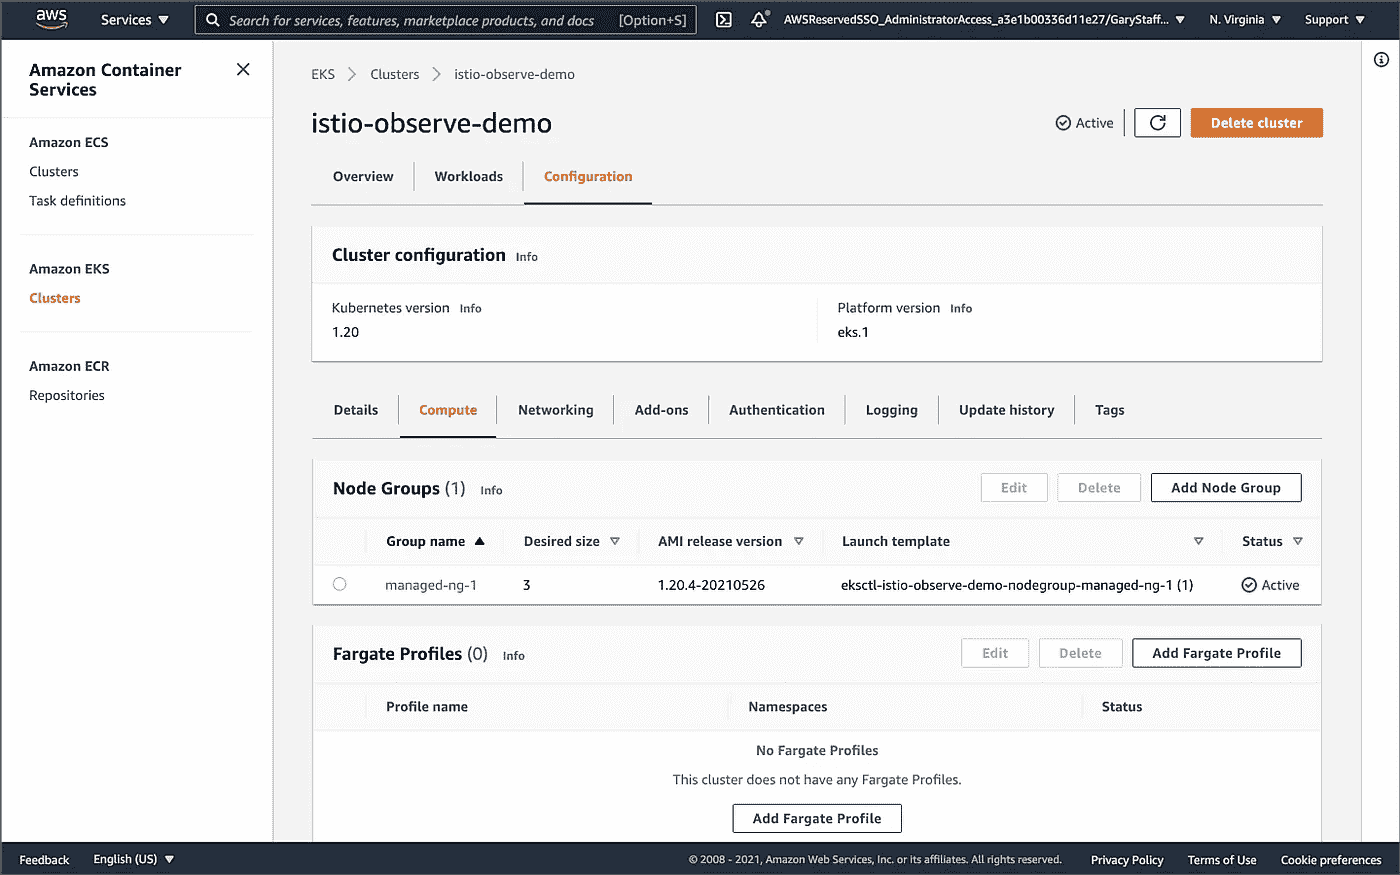 aws Services Search for services, features, marketplace products, and docs [Option+S] AWSReservedSSO_AdministratorAccess_a3e1b00336d11e27/GaryStaff... N. Virginia Support
Amazon Container
Services
Amazon ECS
Clusters
Task definitions
Amazon EKS
Clusters
Amazon ECR
Repositories
EKS Clusters istio-observe-demo
istio-observe-demo
Active Delete cluster
Overview Workloads Configuration
Cluster configuration Info
Kubernetes version Info Platform version Info
1.20 eks.1
Details Compute Networking Add-ons Authentication Logging Update history Tags
Node Groups (1) Info Edit Delete Add Node Group
Group name Desired size AMI release version Launch template Status
managed-ng-1 3 1.20.4-20210526 eksctl-istio-observe-demo-nodegroup-managed-ng-1 (1) Active
Fargate Profiles (0) Info Edit Delete Add Fargate Profile
Profile name Namespaces Status
No Fargate Profiles
This cluster does not have any Fargate Profiles.
Add Fargate Profile
Feedback English (US) © 2008 - 2021, Amazon Web Services, Inc. or its affiliates. All rights reserved. Privacy Policy Terms of Use Cookie preferences